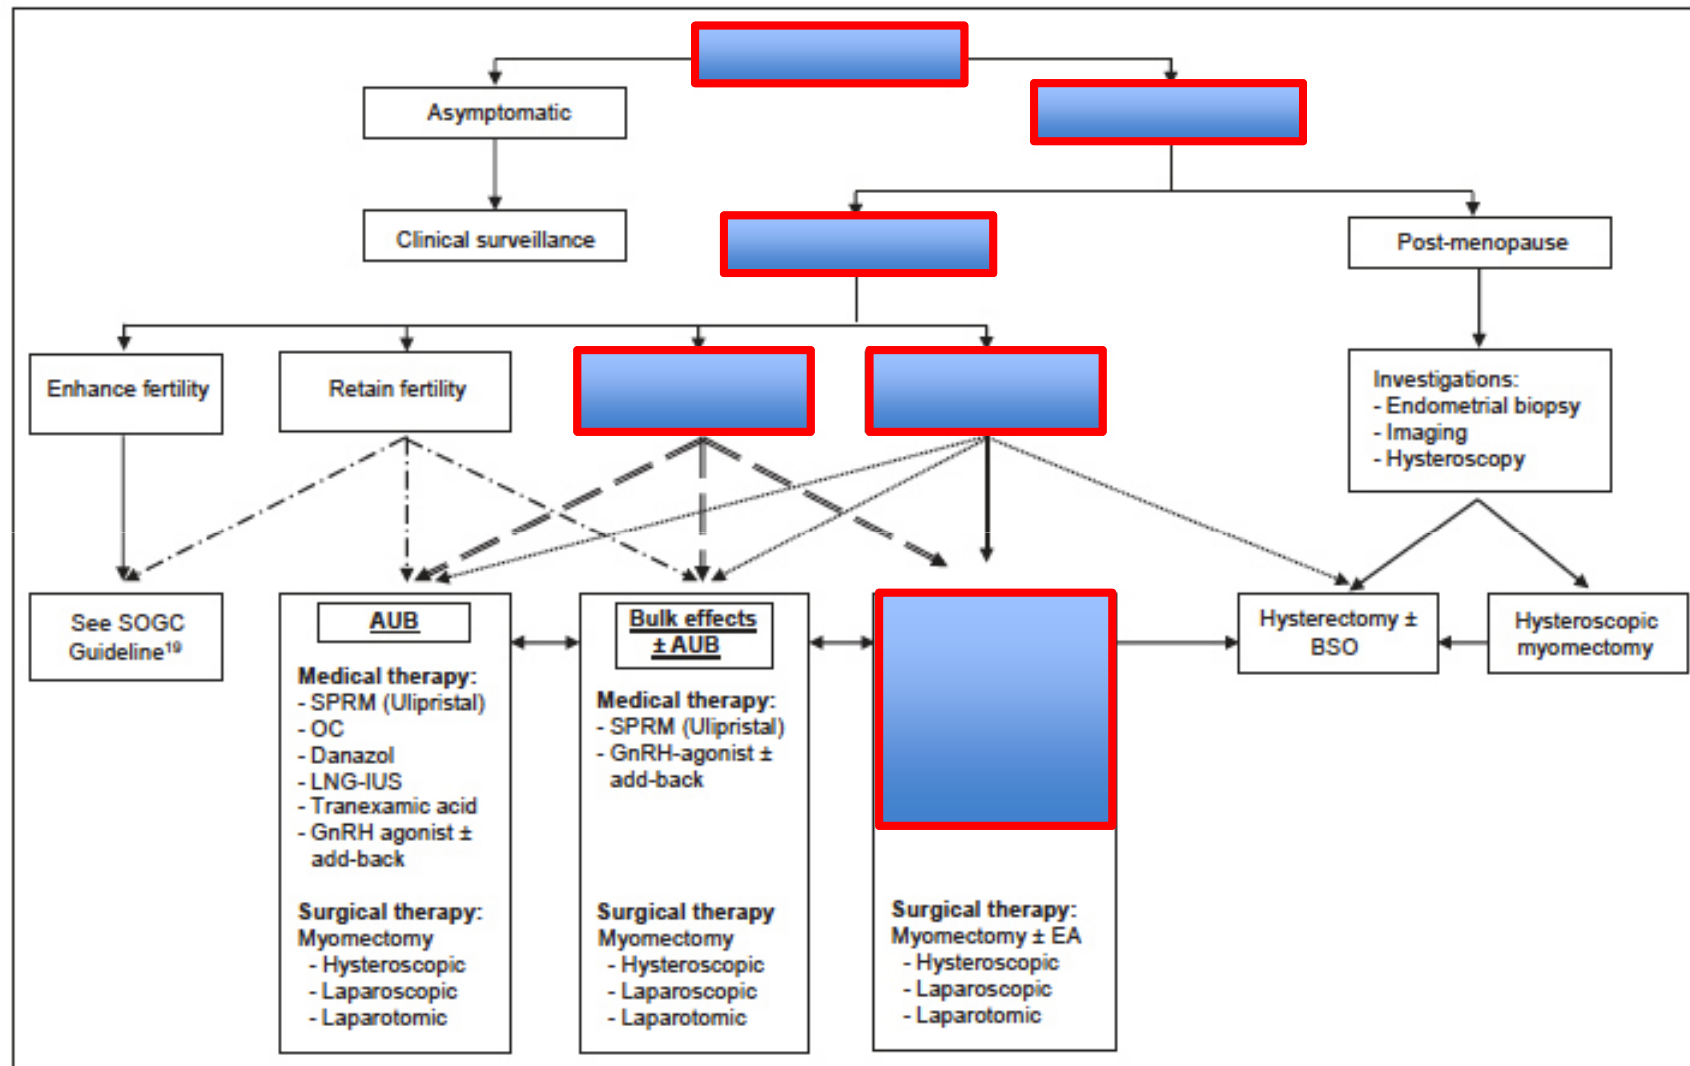 Asymptomatic
Clinical surveillance
Post-menopause
Enhance fertility
Retain fertility
Investigations:
- Endometrial biopsy
- Imaging
- Hysteroscopy
See SOGC
Guideline¹⁹
AUB
Medical therapy:
- SPRM (Ulipristal)
- OC
- Danazol
- LNG-IUS
- Tranexamic acid
- GnRH agonist ±
add-back
Surgical therapy:
Myomectomy
- Hysteroscopic
- Laparoscopic
- Laparotomic
Bulk effects
± AUB
Medical therapy:
- SPRM (Ulipristal)
- GnRH-agonist ±
add-back
Surgical therapy
Myomectomy
- Hysteroscopic
- Laparoscopic
- Laparotomic
Surgical therapy:
Myomectomy ± EA
- Hysteroscopic
- Laparoscopic
- Laparotomic
Hysterectomy ±
BSO
Hysteroscopic
myomectomy